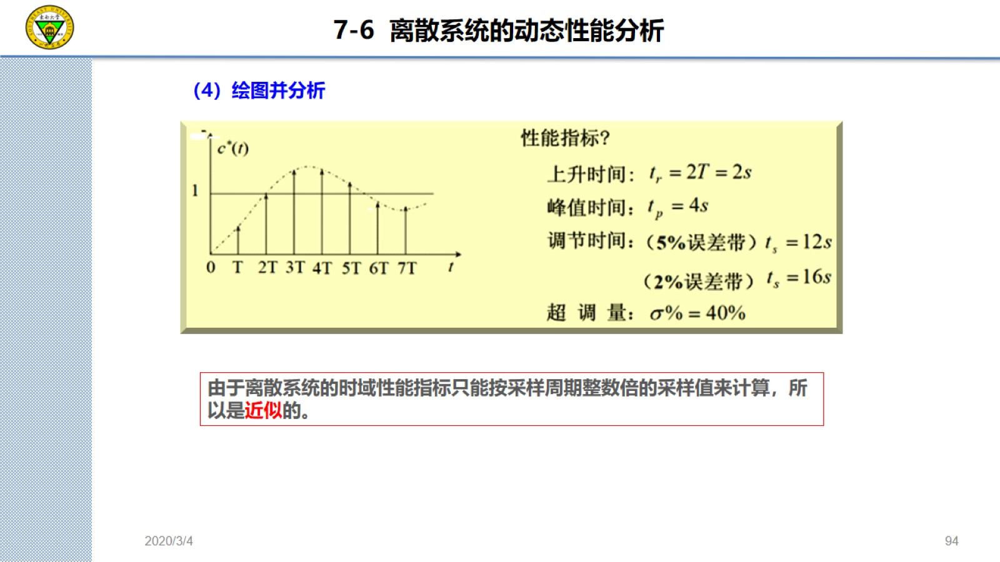 7-6 离散系统的动态性能分析
（4）绘图并分析
c*(t)
1
0 T 2T 3T 4T 5T 6T 7T t
性能指标?
上升时间: t_r = 2T = 2s
峰值时间: t_p = 4s
调节时间:（5%误差带）t_s = 12s
（2%误差带）t_s = 16s
超 调 量: σ% = 40%
由于离散系统的时域性能指标只能按采样周期整数倍的采样值来计算，所
以是近似的。
2020/3/4
94